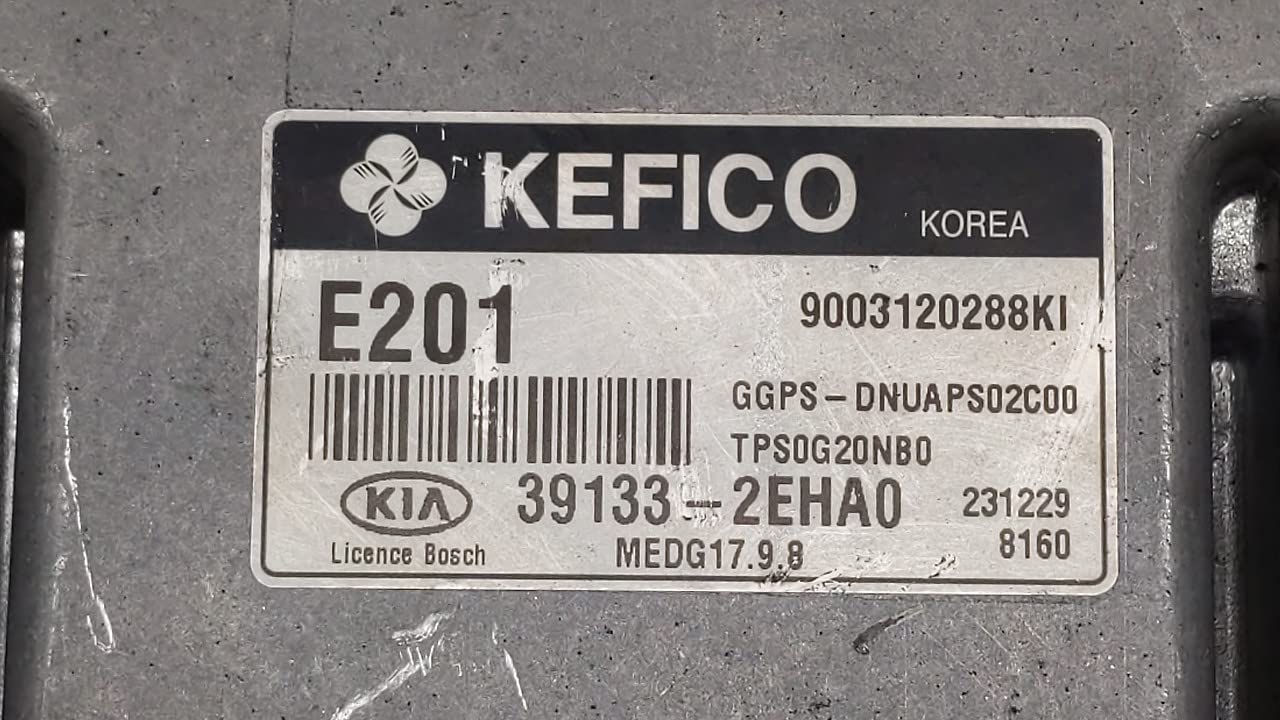 KEFICO KOREA
E201 9003120288KI
GGPS-DNUAPS02C00
TPS0G20NB0
KIA 39133-2EHA0 231229
Licence Bosch MEDG17.9.8 8160